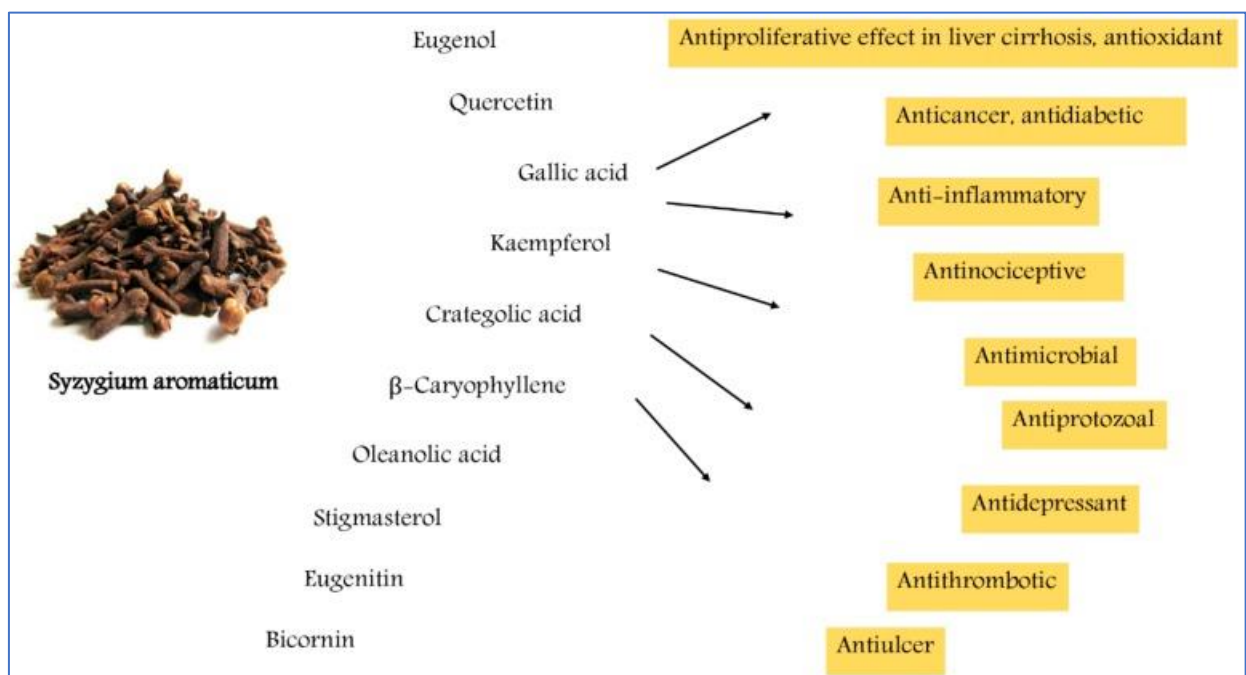 Eugenol
Antiproliferative effect in liver cirrhosis, antioxidant
Quercetin
Anticancer, antidiabetic
Gallic acid
Anti-inflammatory
Kaempferol
Antinociceptive
Crategolic acid
Antimicrobial
Syzygium aromaticum
β-Caryophyllene
Antiprotozoal
Oleanolic acid
Antidepressant
Stigmasterol
Eugenitin
Antithrombotic
Bicornin
Antiulcer